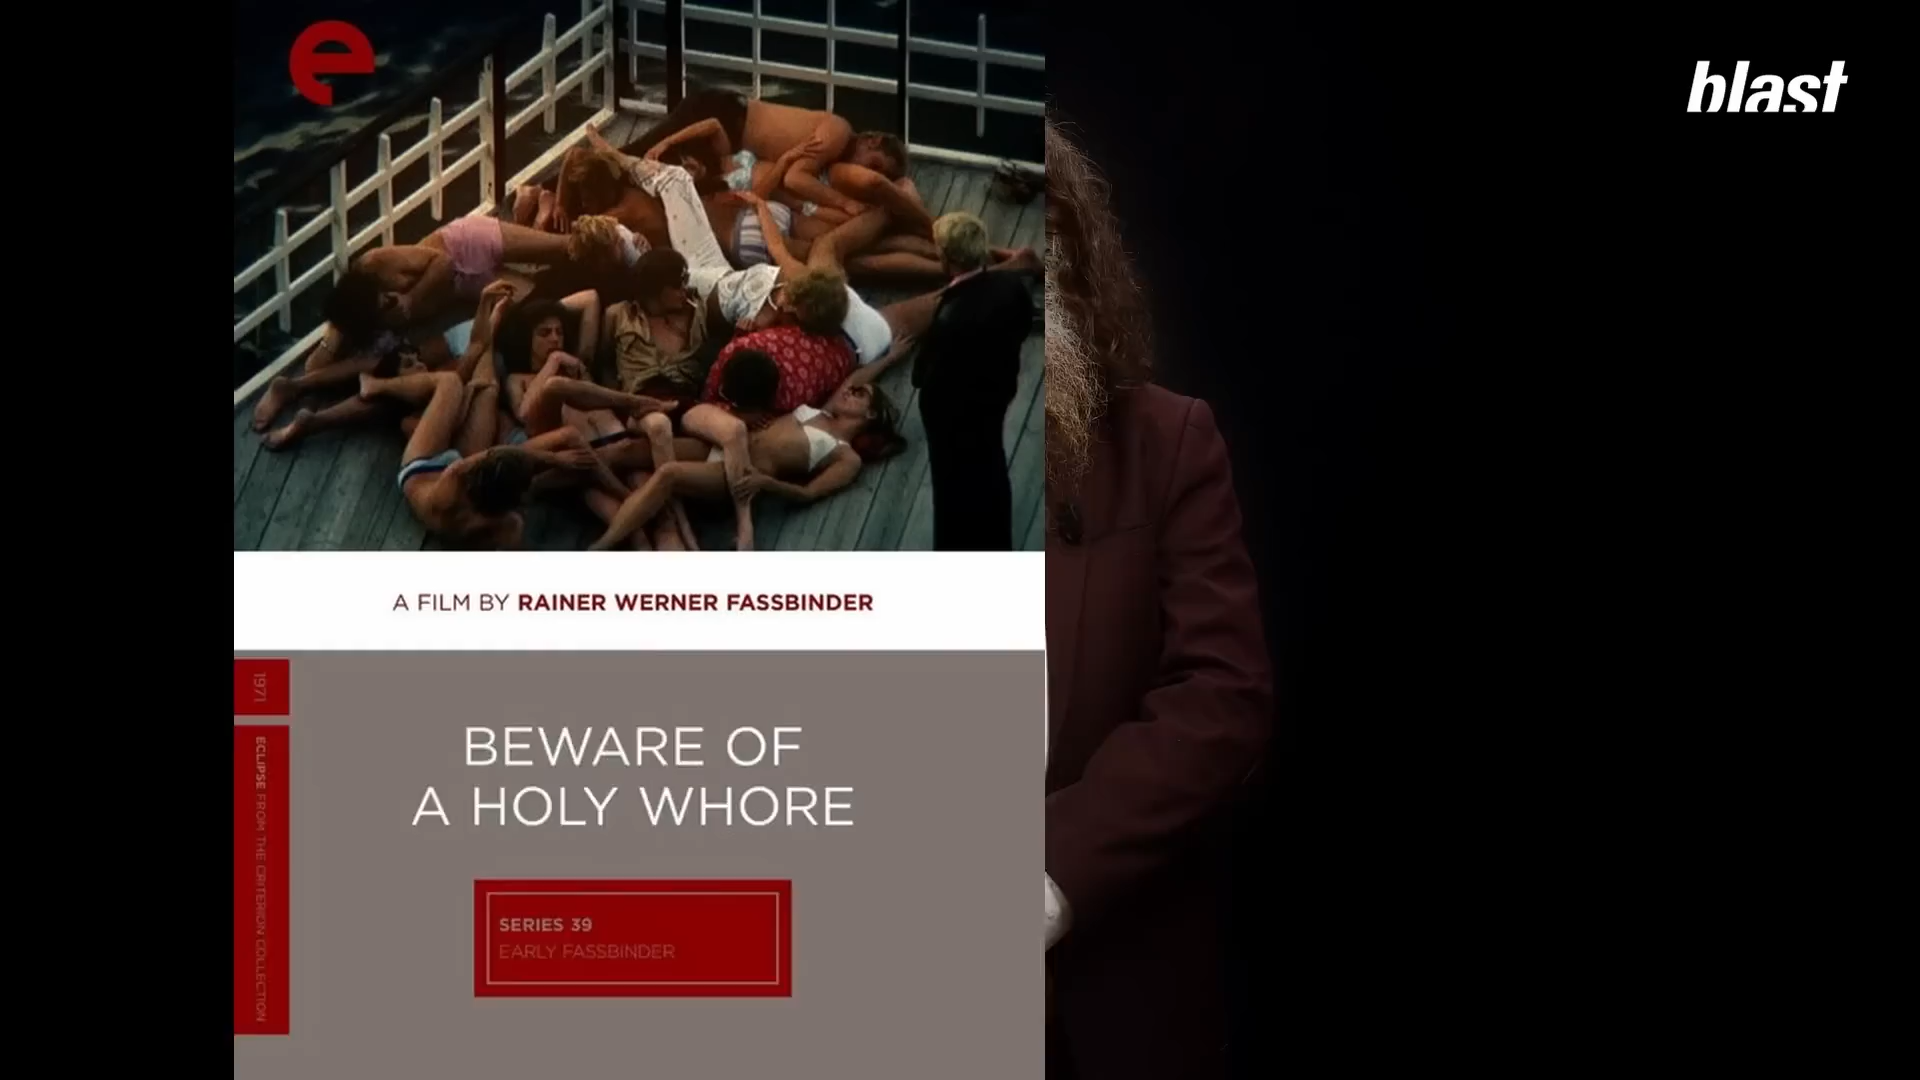 e
blast
A FILM BY RAINER WERNER FASSBINDER
1971
ECLIPSE FROM THE CRITERION COLLECTION
BEWARE OF
A HOLY WHORE
SERIES 39
EARLY FASSBINDER